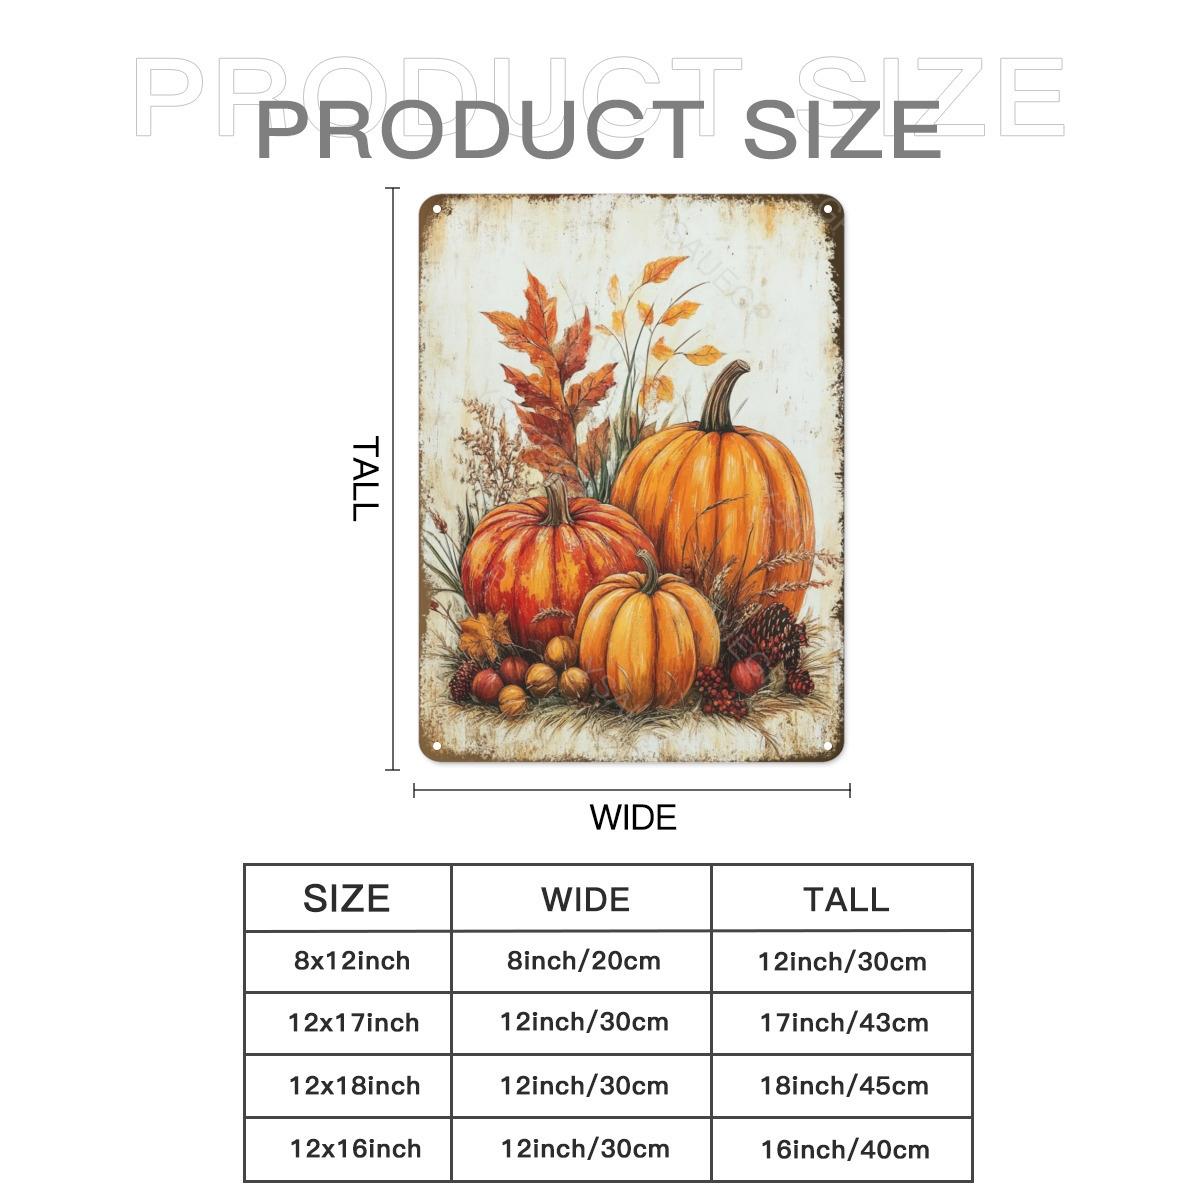 PRODUCT SIZE
PRODUCT SIZE
TALL
WIDE
SIZE WIDE TALL
8x12inch 8inch/20cm 12inch/30cm
12x17inch 12inch/30cm 17inch/43cm
12x18inch 12inch/30cm 18inch/45cm
12x16inch 12inch/30cm 16inch/40cm